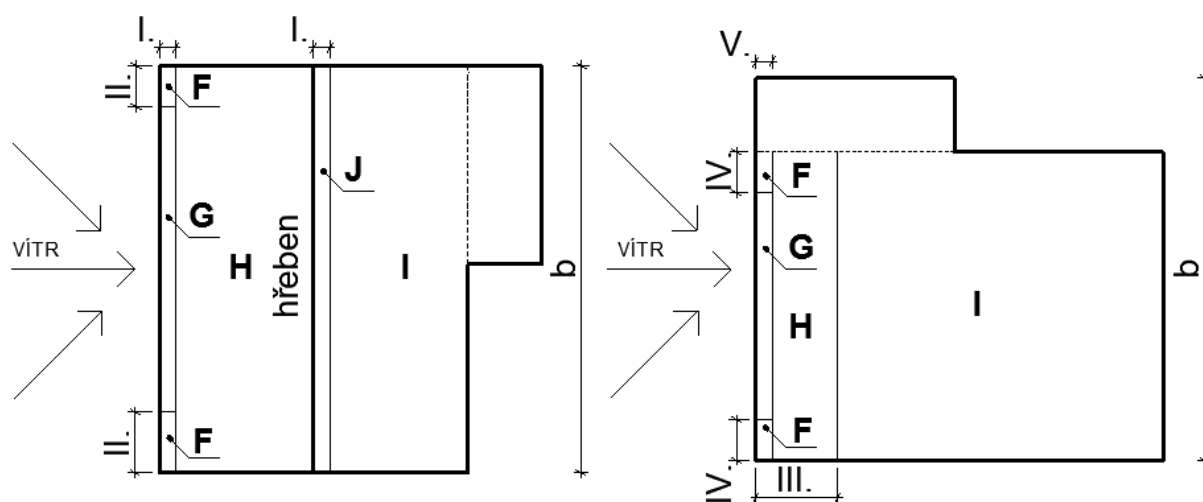 I.
I.
II.
F
G
VÍTR
H
hřeben
J
I
b
II.
F
V.
IV.
F
VÍTR
G
H
I
b
F
IV.
III.